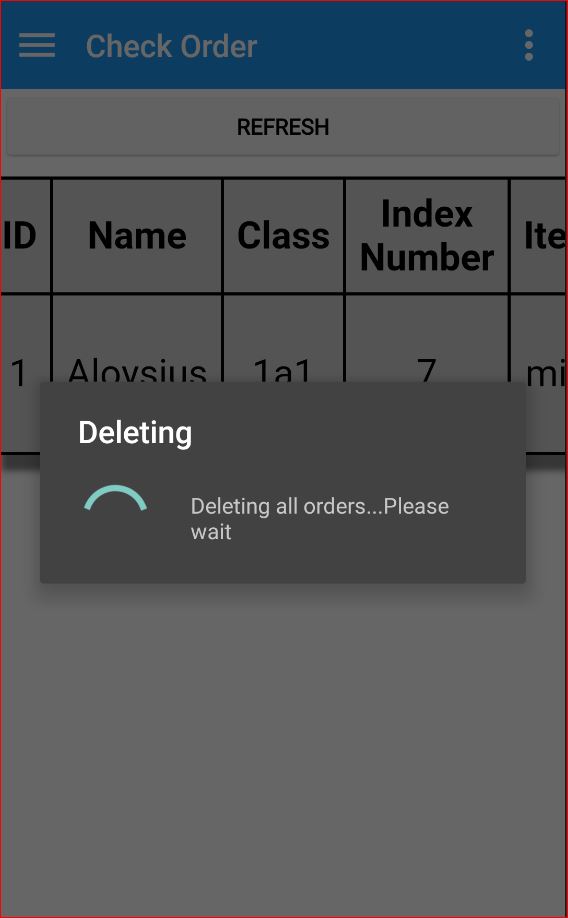 Check Order
REFRESH
ID Name Class Index Number Ite
1 Aloysius 1a1 7 mi
Deleting
Deleting all orders...Please
wait